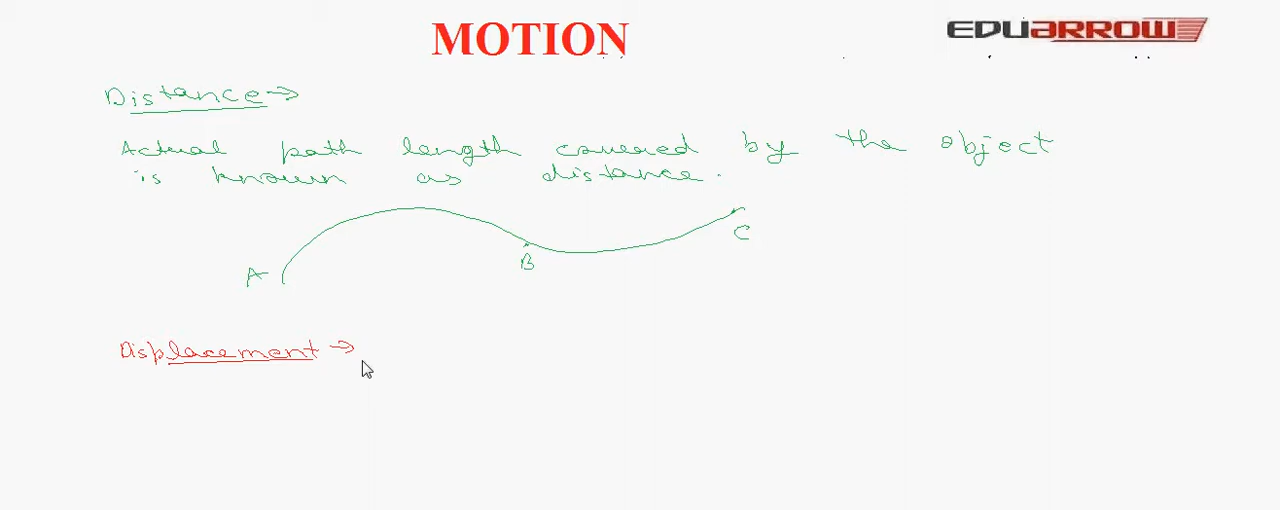 MOTION
EDUARROW
Distance →
Actual path length covered by the object
is known as distance.
C
B
A
Displacement →